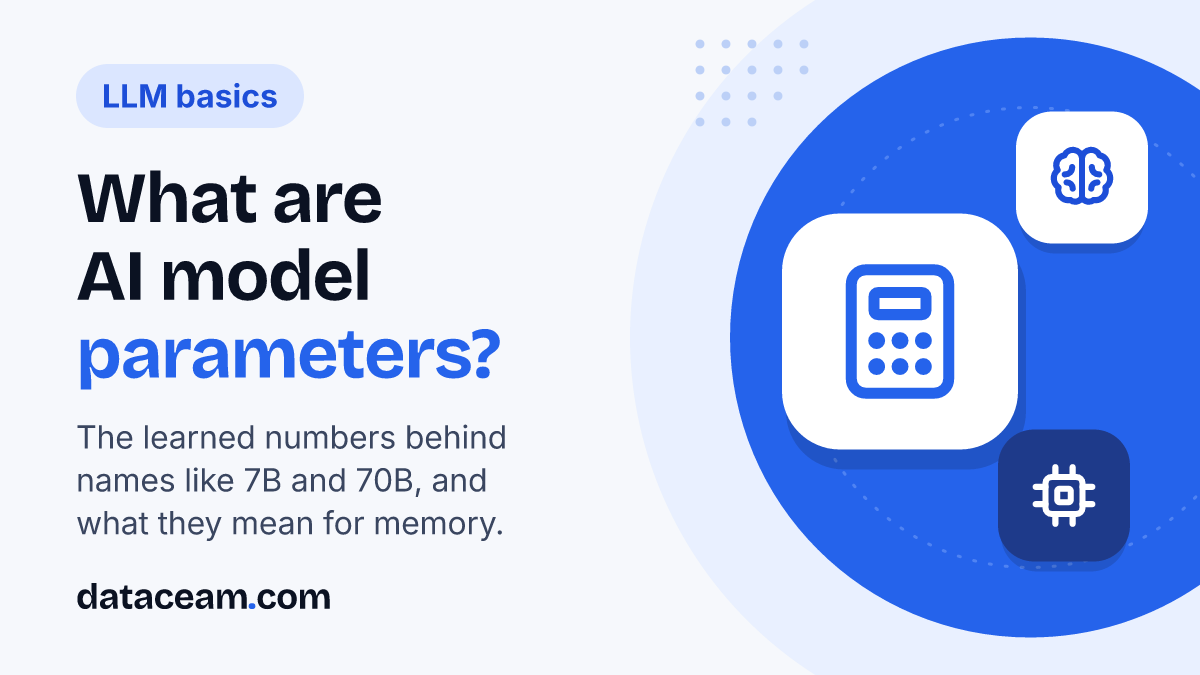 LLM basics
What are
AI model
parameters?
The learned numbers behind
names like 7B and 70B, and
what they mean for memory.
dataceam.com